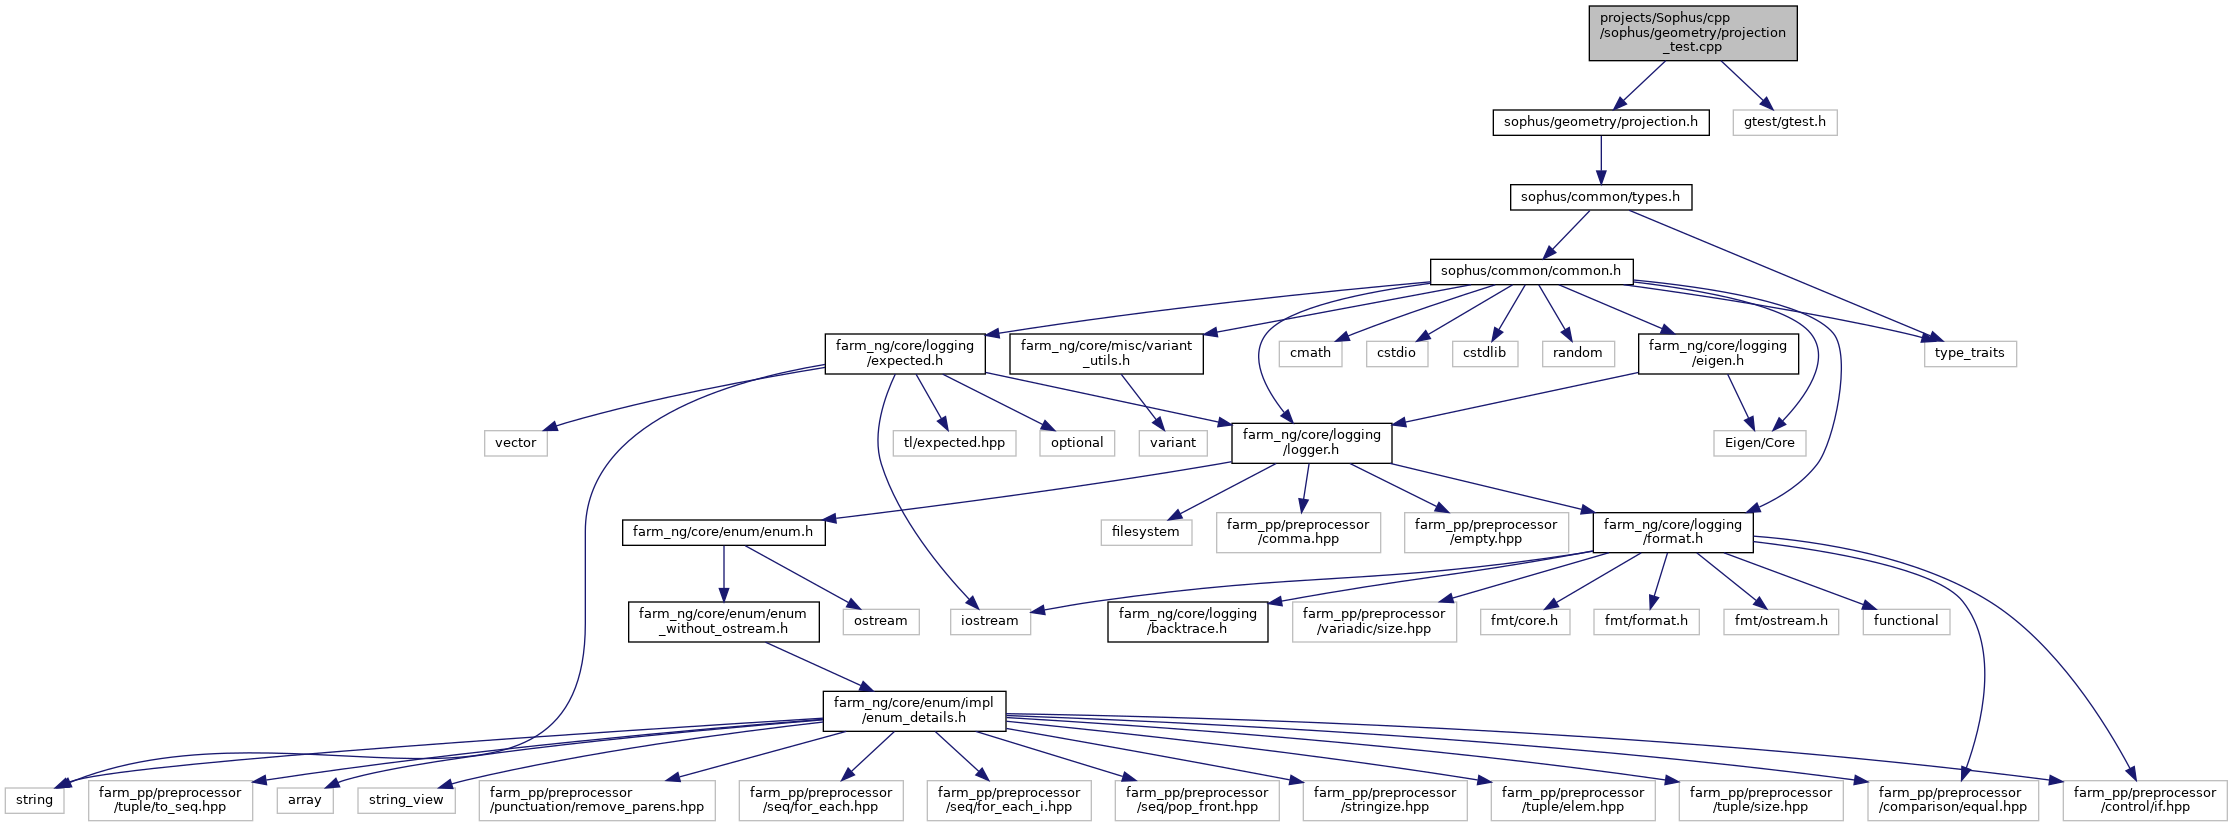 projects/Sophus/cpp
/sophus/geometry/projection
_test.cpp
sophus/geometry/projection.h
gtest/gtest.h
sophus/common/types.h
sophus/common/common.h
farm_ng/core/logging
/expected.h
farm_ng/core/misc/variant
_utils.h
cmath
cstdio
cstdlib
random
farm_ng/core/logging
/eigen.h
type_traits
vector
tl/expected.hpp
optional
variant
farm_ng/core/logging
/logger.h
Eigen/Core
farm_ng/core/enum/enum.h
filesystem
farm_pp/preprocessor
/comma.hpp
farm_pp/preprocessor
/empty.hpp
farm_ng/core/logging
/format.h
farm_ng/core/enum/enum
_without_ostream.h
ostream
iostream
farm_ng/core/logging
/backtrace.h
farm_pp/preprocessor
/variadic/size.hpp
fmt/core.h
fmt/format.h
fmt/ostream.h
functional
farm_ng/core/enum/impl
/enum_details.h
string
farm_pp/preprocessor
/tuple/to_seq.hpp
array
string_view
farm_pp/preprocessor
/punctuation/remove_parens.hpp
farm_pp/preprocessor
/seq/for_each.hpp
farm_pp/preprocessor
/seq/for_each_i.hpp
farm_pp/preprocessor
/seq/pop_front.hpp
farm_pp/preprocessor
/stringize.hpp
farm_pp/preprocessor
/tuple/elem.hpp
farm_pp/preprocessor
/tuple/size.hpp
farm_pp/preprocessor
/comparison/equal.hpp
farm_pp/preprocessor
/control/if.hpp